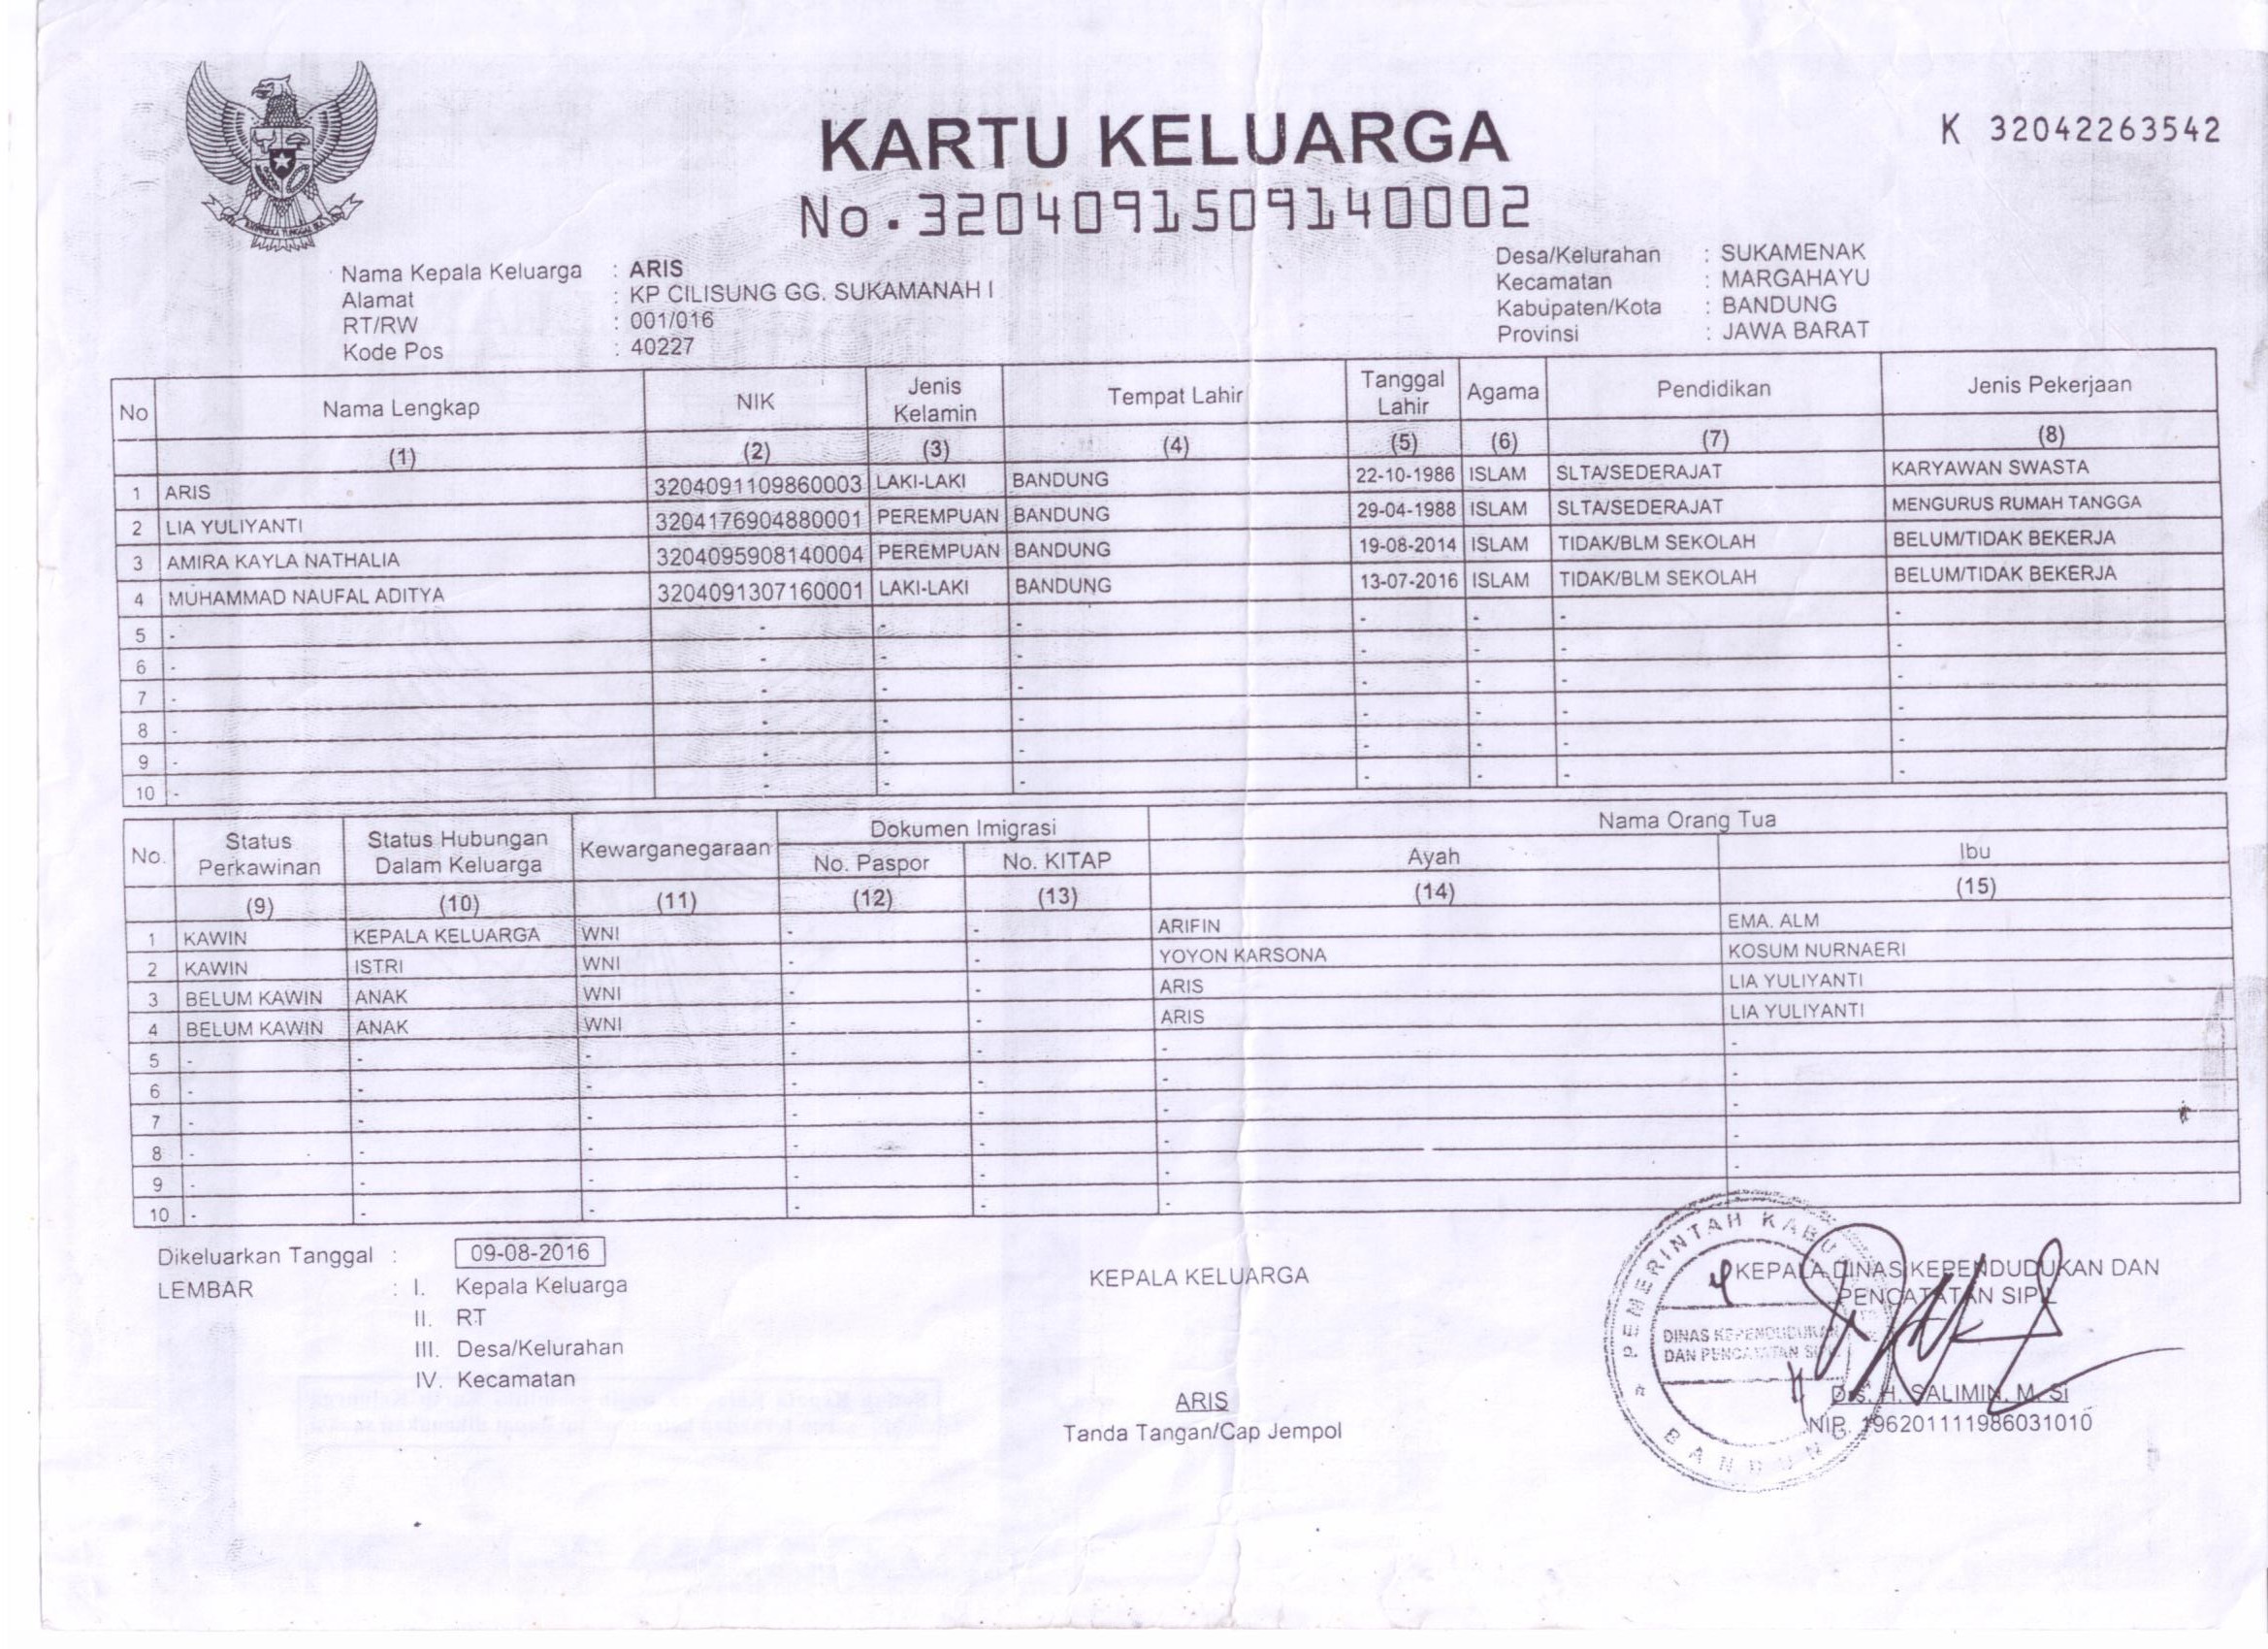 KARTU KELUARGA
No. 3204091509140002
K 32042263542
Nama Kepala Keluarga : ARIS
Alamat : KP CILISUNG GG. SUKAMANAH I
RT/RW : 001/016
Kode Pos : 40227
Desa/Kelurahan : SUKAMENAK
Kecamatan : MARGAHAYU
Kabupaten/Kota : BANDUNG
Provinsi : JAWA BARAT
No Nama Lengkap NIK Jenis Kelamin Tempat Lahir Tanggal Lahir Agama Pendidikan Jenis Pekerjaan
(1) (2) (3) (4) (5) (6) (7) (8)
1 ARIS 3204091109860003 LAKI-LAKI BANDUNG 22-10-1986 ISLAM SLTA/SEDERAJAT KARYAWAN SWASTA
2 LIA YULIYANTI 3204176904880001 PEREMPUAN BANDUNG 29-04-1988 ISLAM SLTA/SEDERAJAT MENGURUS RUMAH TANGGA
3 AMIRA KAYLA NATHALIA 3204095908140004 PEREMPUAN BANDUNG 19-08-2014 ISLAM TIDAK/BLM SEKOLAH BELUM/TIDAK BEKERJA
4 MUHAMMAD NAUFAL ADITYA 3204091307160001 LAKI-LAKI BANDUNG 13-07-2016 ISLAM TIDAK/BLM SEKOLAH BELUM/TIDAK BEKERJA
5 - - - - - - - -
6 - - - - - - - -
7 - - - - - - - -
8 - - - - - - - -
9 - - - - - - - -
10 - - - - - - - -
No. Status Perkawinan Status Hubungan Dalam Keluarga Kewarganegaraan Dokumen Imigrasi Nama Orang Tua
No. Paspor No. KITAP Ayah Ibu
(9) (10) (11) (12) (13) (14) (15)
1 KAWIN KEPALA KELUARGA WNI - - ARIFIN EMA. ALM
2 KAWIN ISTRI WNI - - YOYON KARSONA KOSUM NURNAERI
3 BELUM KAWIN ANAK WNI - - ARIS LIA YULIYANTI
4 BELUM KAWIN ANAK WNI - - ARIS LIA YULIYANTI
5 - - - - - - -
6 - - - - - - -
7 - - - - - - -
8 - - - - - - -
9 - - - - - - -
10 - - - - - -
Dikeluarkan Tanggal : 09-08-2016
LEMBAR : I. Kepala Keluarga
II. RT
III. Desa/Kelurahan
IV. Kecamatan
KEPALA KELUARGA
ARIS
Tanda Tangan/Cap Jempol
KEPALA DINAS KEPENDUDUKAN DAN
PENCATATAN SIPIL
PEMERINTAH
DINAS KEPENDUDUKAN
DAN PENCATATAN SIPIL
BANDUNG
Drs. H. SALIMIN, M. Si
NIP. 196201111986031010